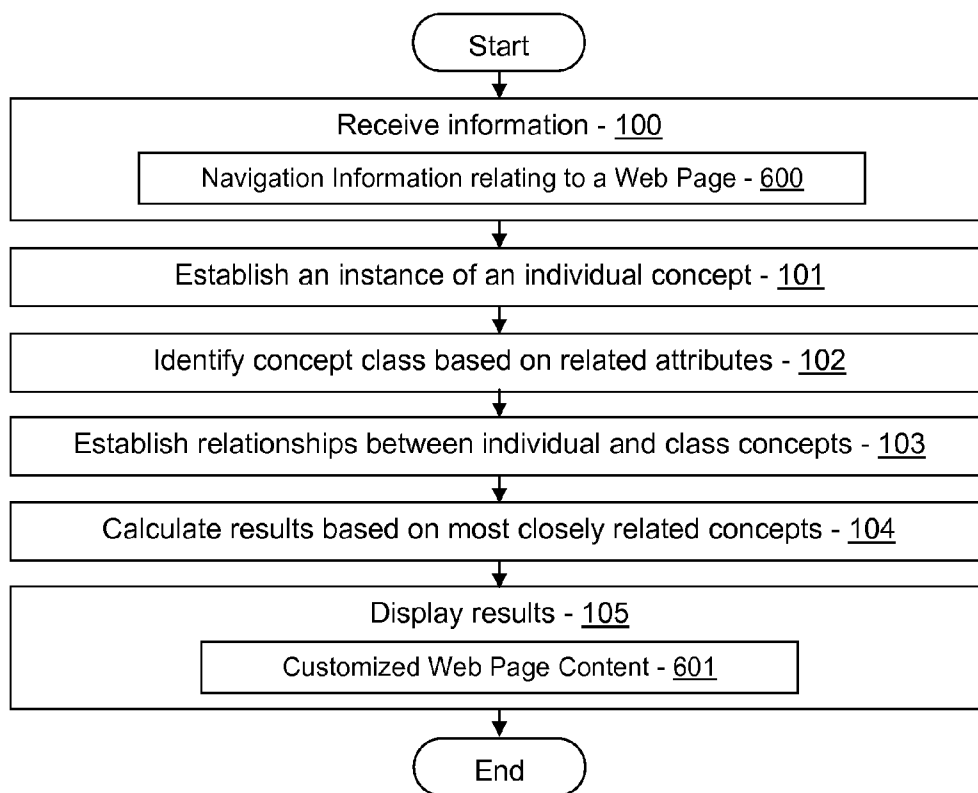 Start
Receive information - 100
Navigation Information relating to a Web Page - 600
Establish an instance of an individual concept - 101
Identify concept class based on related attributes - 102
Establish relationships between individual and class concepts - 103
Calculate results based on most closely related concepts - 104
Display results - 105
Customized Web Page Content - 601
End